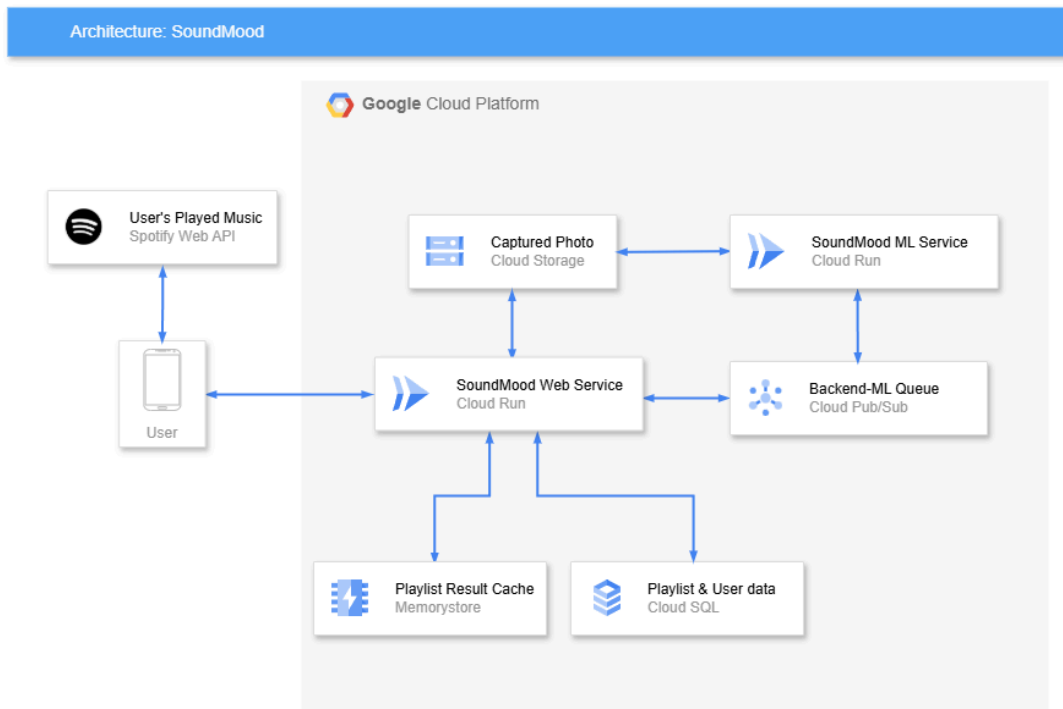 Architecture: SoundMood
Google Cloud Platform
User's Played Music
Spotify Web API
Captured Photo
Cloud Storage
SoundMood ML Service
Cloud Run
User
SoundMood Web Service
Cloud Run
Backend-ML Queue
Cloud Pub/Sub
Playlist Result Cache
Memorystore
Playlist & User data
Cloud SQL